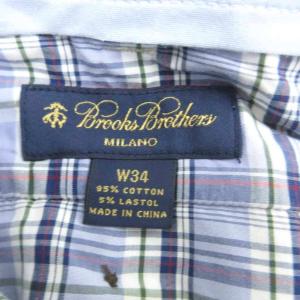 Brooks Brothers
MILANO
W34
95% COTTON
5% LASTOL
MADE IN CHINA